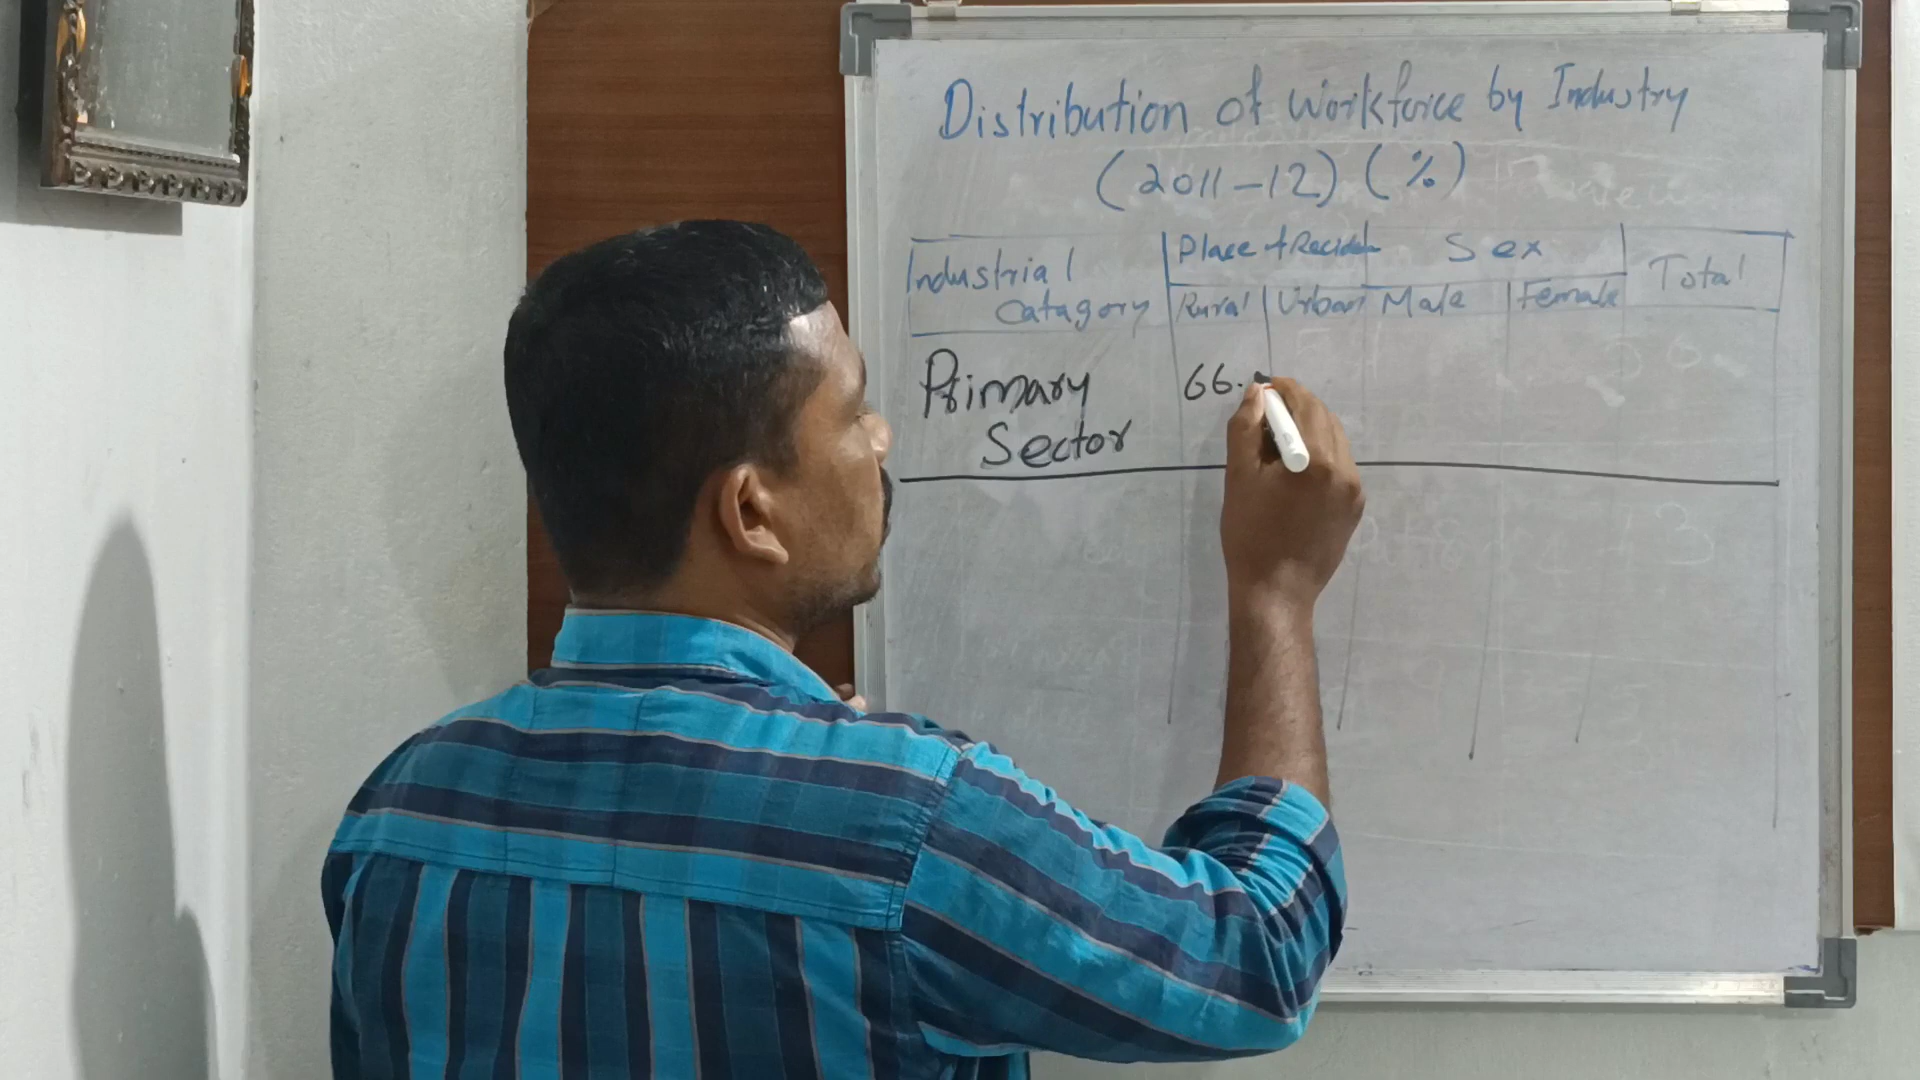 Distribution of workforce by Industry
(2011-12) (%)
Industrial Catagory Place of Sex Total
Rural Urban Male Female
Primary Sector 66.